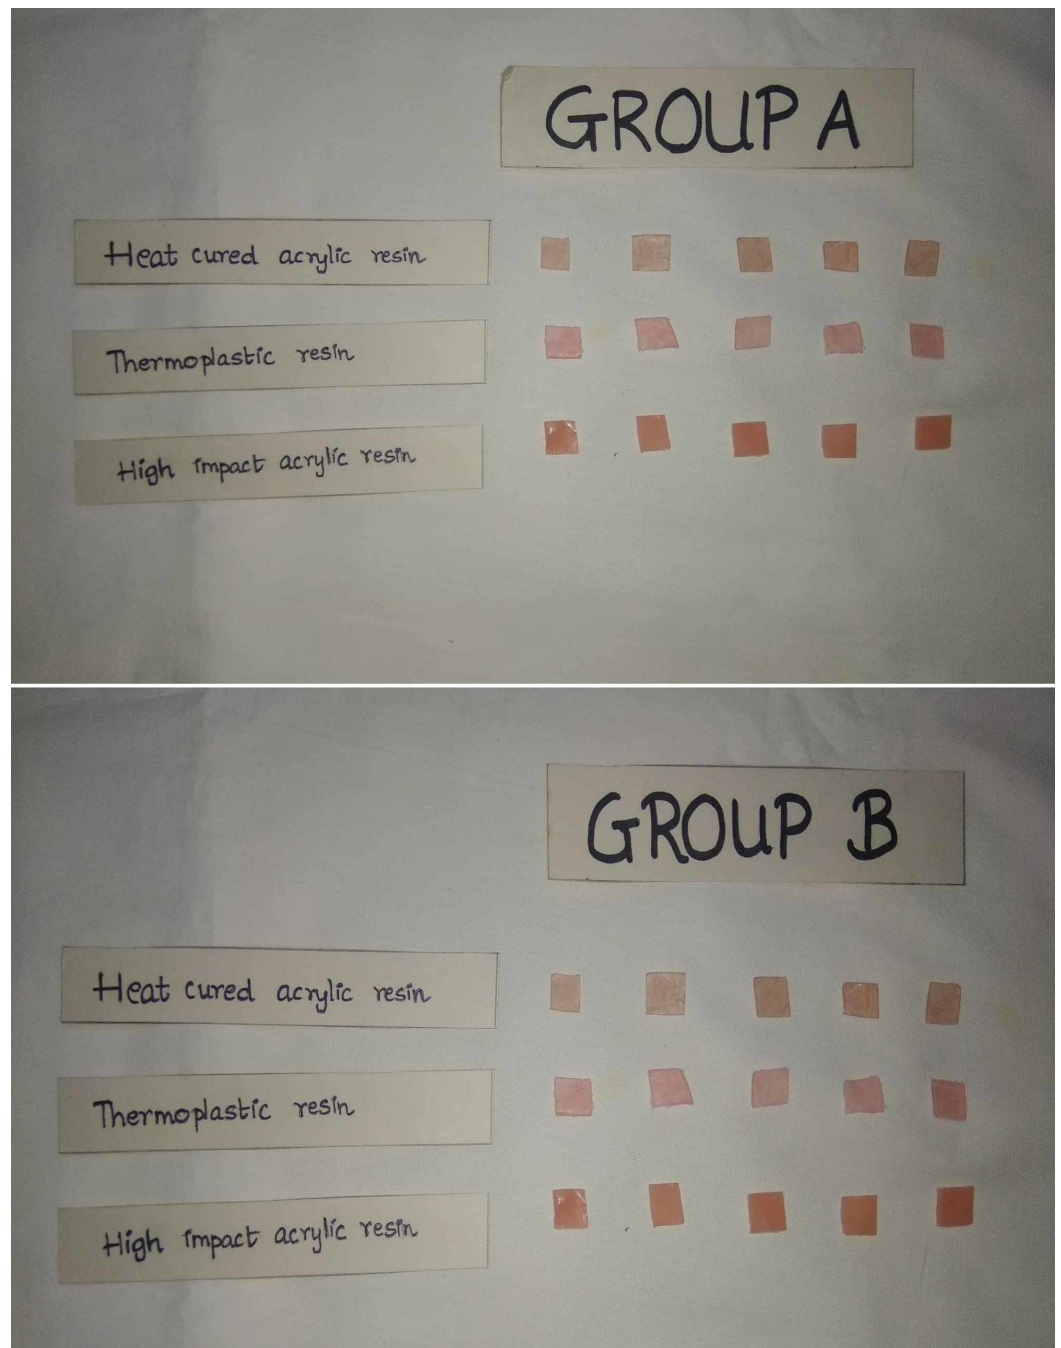 GROUP A
Heat cured acrylic resin
Thermoplastic resin
High impact acrylic resin
GROUP B
Heat cured acrylic resin
Thermoplastic resin
High impact acrylic resin